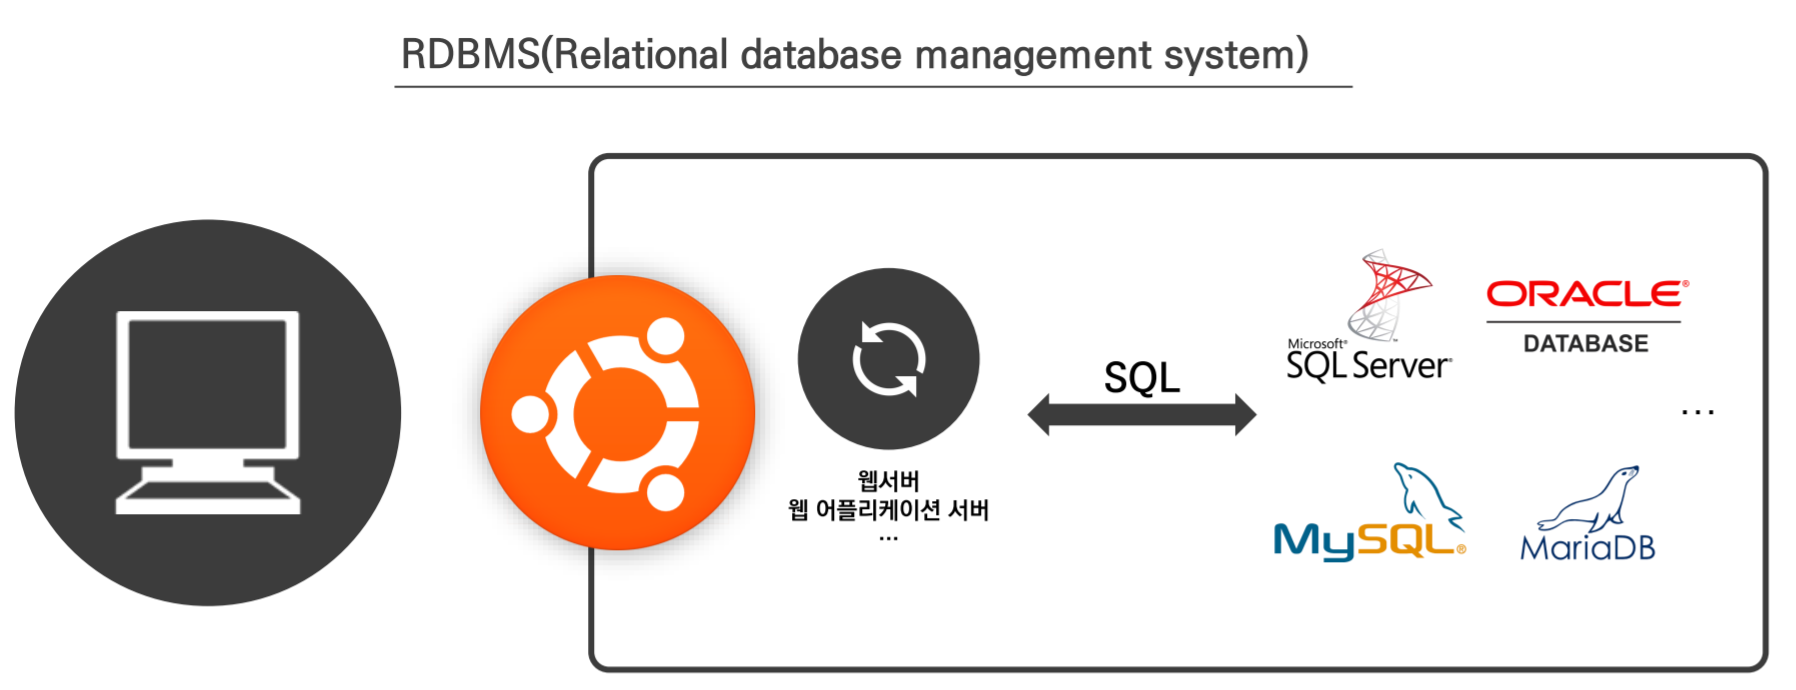 RDBMS(Relational database management system)
웹서버
웹 어플리케이션 서버
...
SQL
Microsoft®
SQL Server®
ORACLE®
DATABASE
...
MySQL®
MariaDB